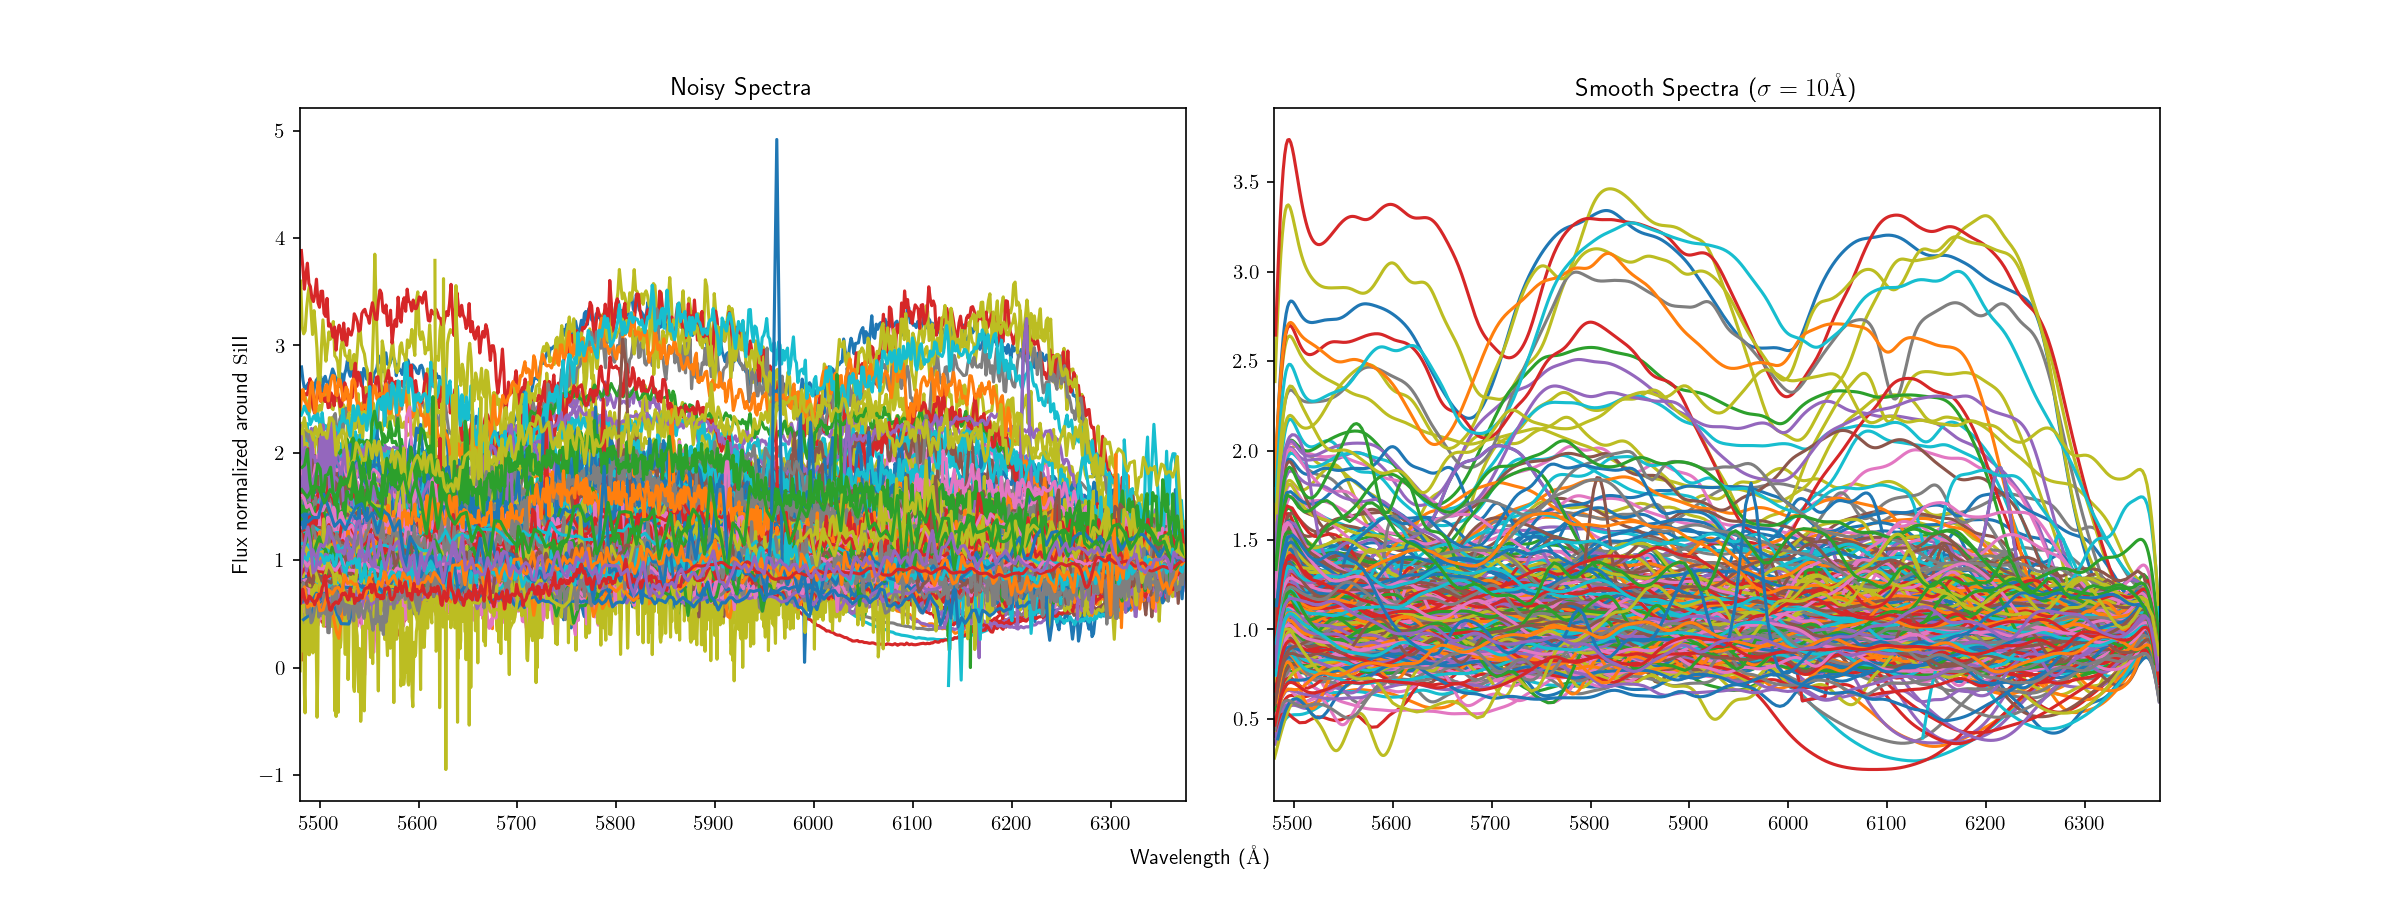 Noisy Spectra
Smooth Spectra (σ = 10Å)
Flux normalized around Sill
5
4
3
2
1
0
−1
5500 5600 5700 5800 5900 6000 6100 6200 6300
3.5
3.0
2.5
2.0
1.5
1.0
0.5
5500 5600 5700 5800 5900 6000 6100 6200 6300
Wavelength (Å)